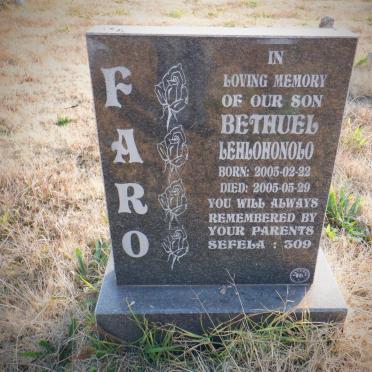 FARO
IN
LOVING MEMORY
OF OUR SON
BETHUEL
LEHLOHONOLO
BORN: 2005-02-22
DIED: 2005-05-29
YOU WILL ALWAYS
REMEMBERED BY
YOUR PARENTS
SEFELA : 309